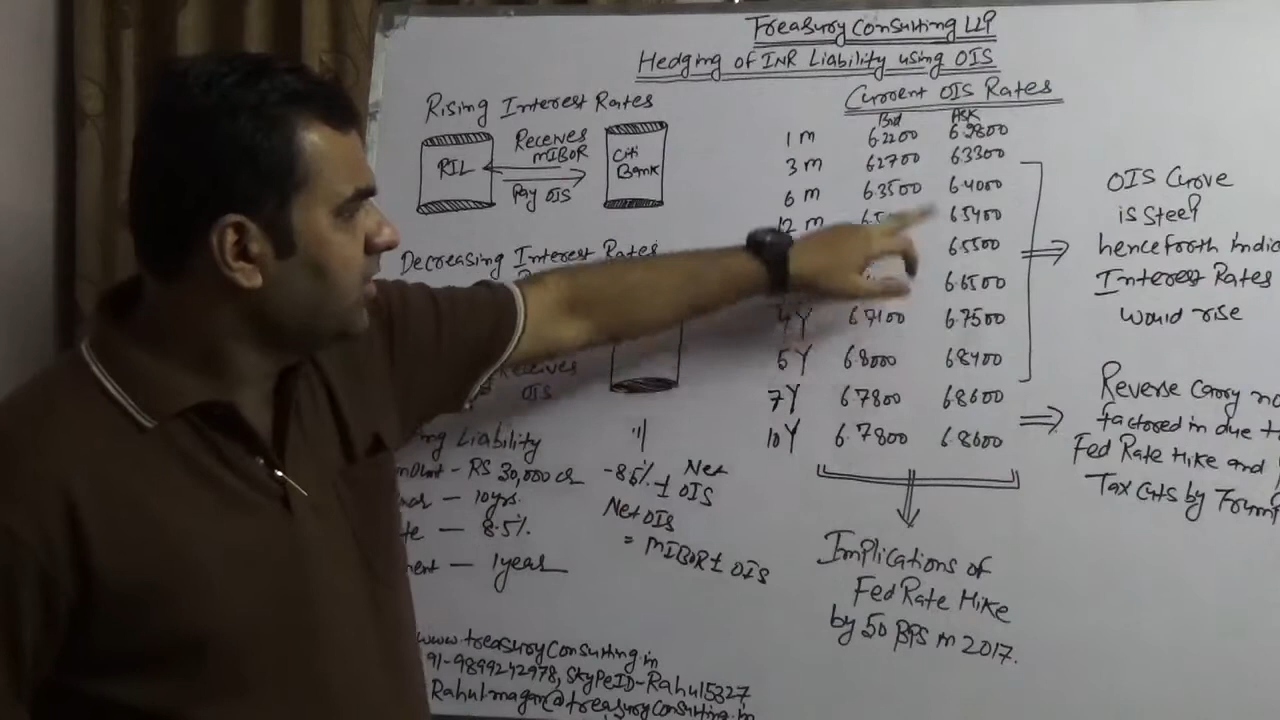 Treasury Consulting LLP
Hedging of INR Liability using OIS
Rising Interest Rates
RIL
Receives
MIBOR
Pay OIS
Citi
Bank
Decreasing Interest Rates
Receives
OIS
Liability
- RS 30,000 cr
- 10yrs.
- 8.5%
- 1year
-8.5% ± Net
OIS
Net OIS
= MIBOR ± OIS
www.treasuryconsulting.in
91-9899242978, SkypeID-Rahul5327
Rahulmagan@treasuryconsulting.in
Current OIS Rates
Bid ASK
1 m 6.2200 6.2800
3 m 6.2700 6.3300
6 m 6.3500 6.4000
12 m 6.5400
6.5500
6.6500
4Y 6.7100 6.7500
5Y 6.8000 6.8400
7Y 6.7800 6.8600
10Y 6.7800 6.8600
Implications of
Fed Rate Hike
by 50 BPS in 2017.
OIS Curve
is Steep
henceforth
Interest Rates
would rise
Reverse Carry
factored in due
Fed Rate Hike and
Tax Cuts by Trump